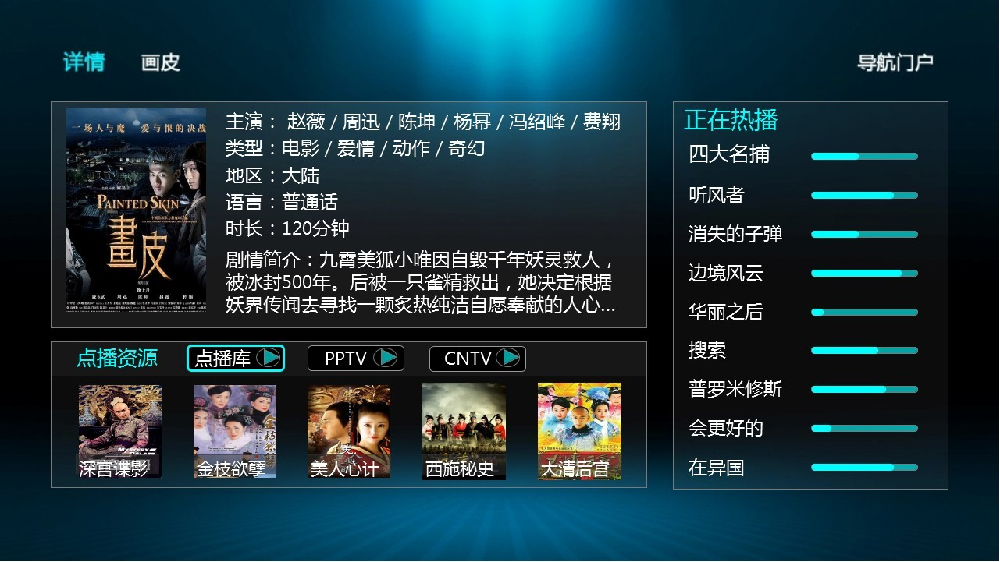 详情 画皮 导航门户
一场人与魔 爱与恨的决战
PAINTED SKIN
畫皮
主演： 赵薇 / 周迅 / 陈坤 / 杨幂 / 冯绍峰 / 费翔
类型：电影 / 爱情 / 动作 / 奇幻
地区：大陆
语言：普通话
时长：120分钟
剧情简介：九霄美狐小唯因自毁千年妖灵救人，
被冰封500年。后被一只雀精救出，她决定根据
妖界传闻去寻找一颗炙热纯洁自愿奉献的人心...
点播资源 点播库 PPTV CNTV
深宫谍影 金枝欲孽 美人心计 西施秘史 大清后宫
正在热播
四大名捕
听风者
消失的子弹
边境风云
华丽之后
搜索
普罗米修斯
会更好的
在异国